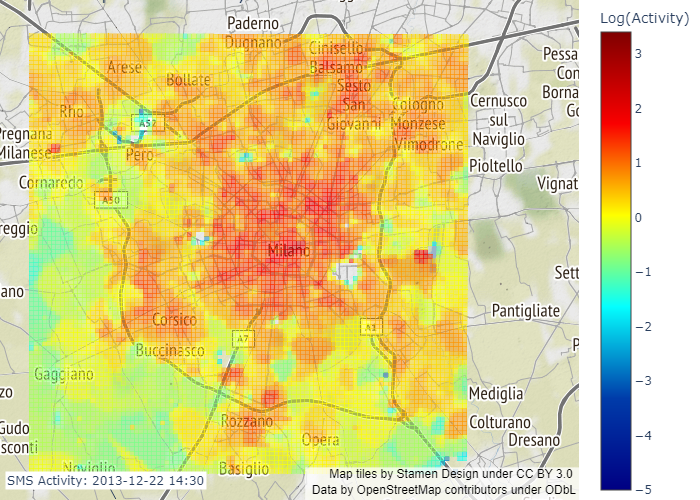 Paderno
Dugnano
Log(Activity)
Cinisello
Balsamo
Arese
Bollate
Sesto
San
Giovanni
Pessa
Con
Borna
Go
Rho
A52
Cologno
Monzese
Cernusco
sul
Naviglio
Pregnana
Milanese
Pero
Vimodrone
Pioltello
Cornaredo
Vignat
A50
reggio
Milano
Sett
ano
Corsico
A7
A1
Pantigliate
Buccinasco
P
Gaggiano
zo
Mediglia
Rozzano
Colturano
Dresano
Gudo
sconti
Opera
Noviglio
Basiglio
SMS Activity: 2013-12-22 14:30
Map tiles by Stamen Design under CC BY 3.0
Data by OpenStreetMap contributors under ODbL
3
2
1
0
−1
−2
−3
−4
−5